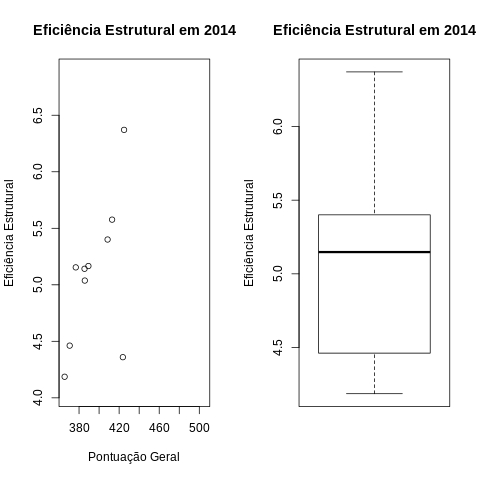 Eficiência Estrutural em 2014
Eficiência Estrutural
6.5
6.0
5.5
5.0
4.5
4.0
380 420 460 500
Pontuação Geral
Eficiência Estrutural em 2014
Eficiência Estrutural
6.0
5.5
5.0
4.5